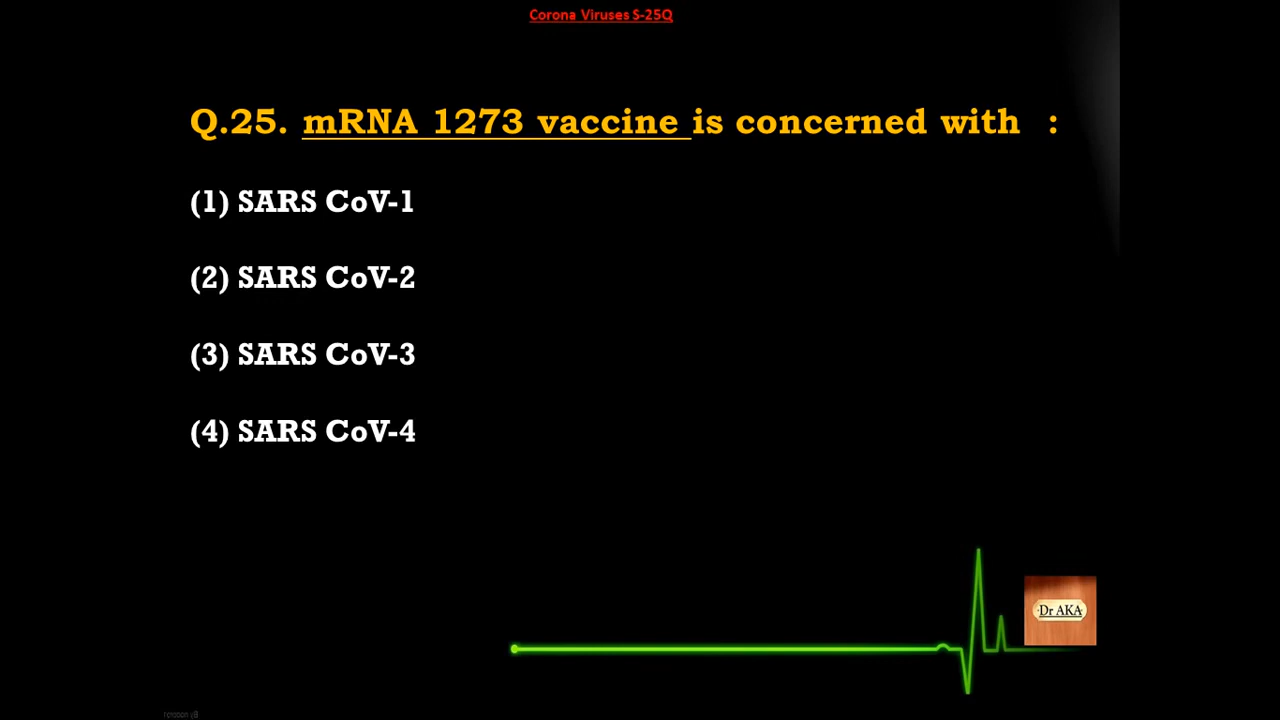 Corona Viruses S-25Q
Q.25. mRNA 1273 vaccine is concerned with :
(1) SARS CoV-1
(2) SARS CoV-2
(3) SARS CoV-3
(4) SARS CoV-4
Dr AKA